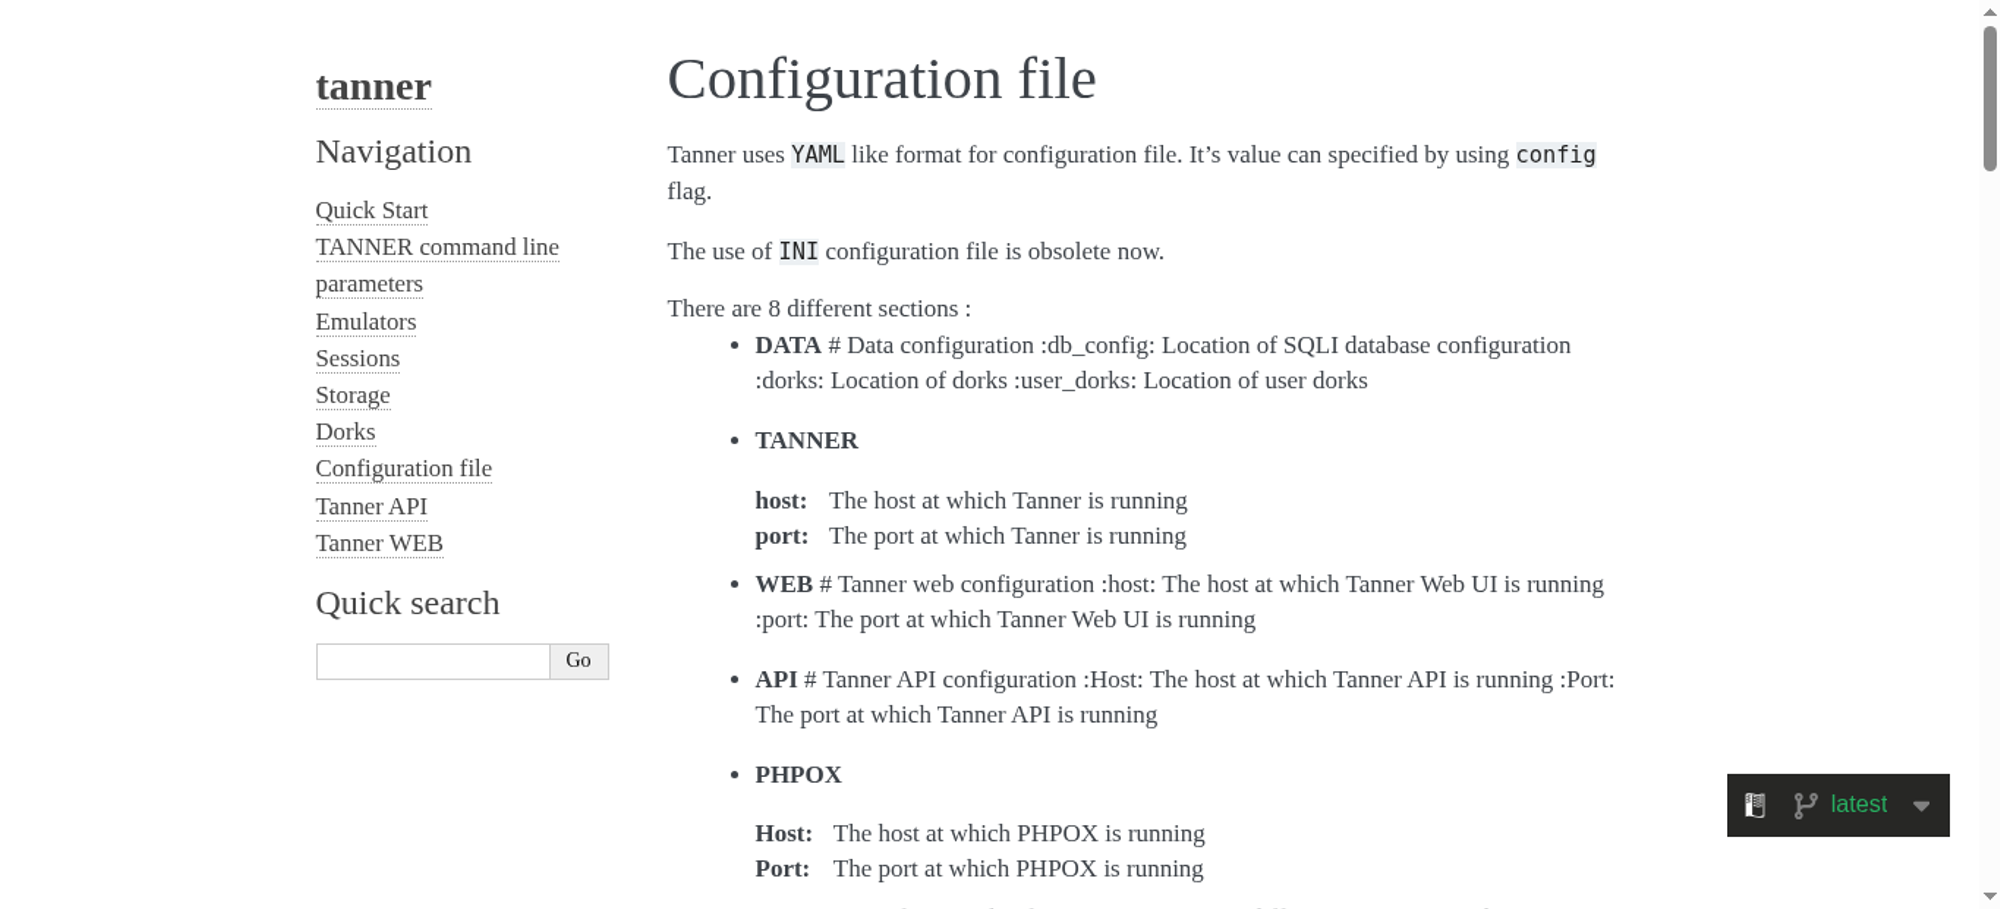 tanner
Navigation
Quick Start
TANNER command line
parameters
Emulators
Sessions
Storage
Dorks
Configuration file
Tanner API
Tanner WEB
Quick search
Go
Configuration file
Tanner uses YAML like format for configuration file. It’s value can specified by using config
flag.
The use of INI configuration file is obsolete now.
There are 8 different sections :
• DATA # Data configuration :db_config: Location of SQLI database configuration
:dorks: Location of dorks :user_dorks: Location of user dorks
• TANNER
host: The host at which Tanner is running
port: The port at which Tanner is running
• WEB # Tanner web configuration :host: The host at which Tanner Web UI is running
:port: The port at which Tanner Web UI is running
• API # Tanner API configuration :Host: The host at which Tanner API is running :Port:
The port at which Tanner API is running
• PHPOX
Host: The host at which PHPOX is running
Port: The port at which PHPOX is running
latest